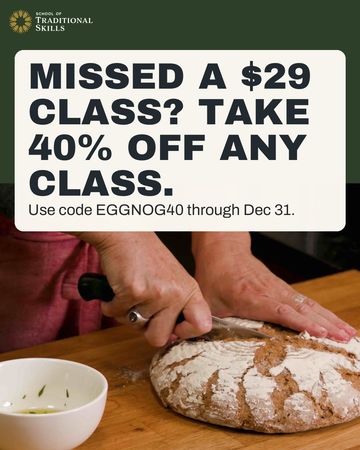 SCHOOL OF
TRADITIONAL
SKILLS
MISSED A $29
CLASS? TAKE
40% OFF ANY
CLASS.
Use code EGGNOG40 through Dec 31.